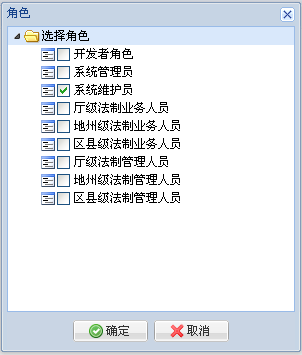 角色
选择角色
开发者角色
系统管理员
系统维护员
厅级法制业务人员
地州级法制业务人员
区县级法制业务人员
厅级法制管理人员
地州级法制管理人员
区县级法制管理人员
确定 取消